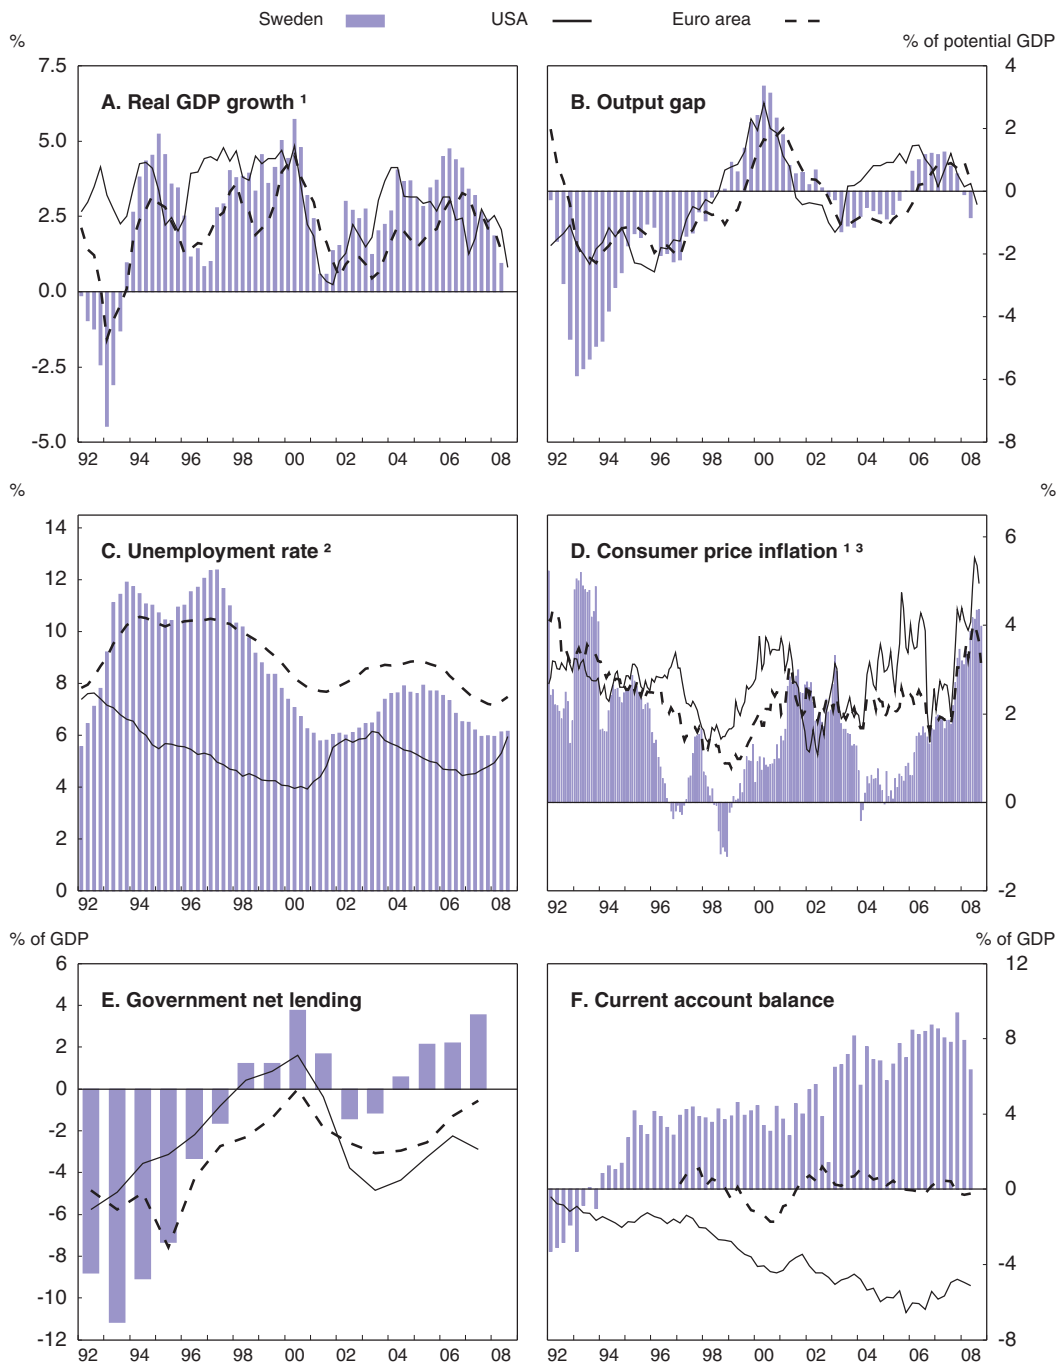 Sweden USA Euro area
% % of potential GDP
A. Real GDP growth ¹
7.5
5.0
2.5
0.0
-2.5
-5.0
92 94 96 98 00 02 04 06 08
B. Output gap
4
2
0
-2
-4
-6
-8
92 94 96 98 00 02 04 06 08
% %
C. Unemployment rate ²
14
12
10
8
6
4
2
0
92 94 96 98 00 02 04 06 08
D. Consumer price inflation ¹ ³
6
4
2
0
-2
92 94 96 98 00 02 04 06 08
% of GDP % of GDP
E. Government net lending
6
4
2
0
-2
-4
-6
-8
-10
-12
92 94 96 98 00 02 04 06 08
F. Current account balance
12
8
4
0
-4
-8
92 94 96 98 00 02 04 06 08